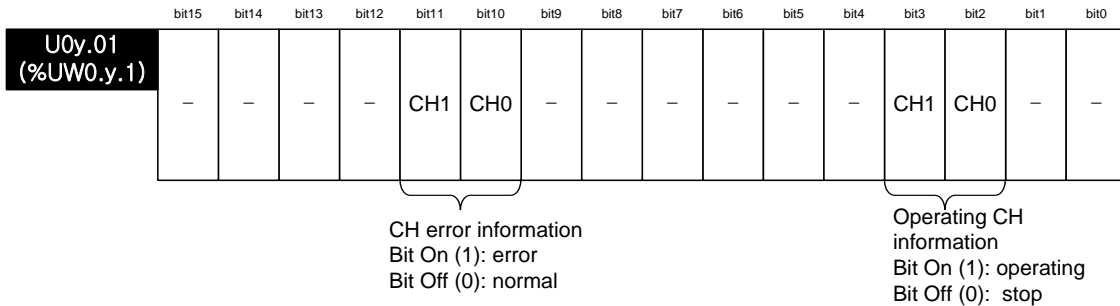 bit15 bit14 bit13 bit12 bit11 bit10 bit9 bit8 bit7 bit6 bit5 bit4 bit3 bit2 bit1 bit0
U0y.01
(%UW0.y.1)
– – – – CH1 CH0 – – – – – – CH1 CH0 – –
CH error information
Bit On (1): error
Bit Off (0): normal
Operating CH
information
Bit On (1): operating
Bit Off (0): stop